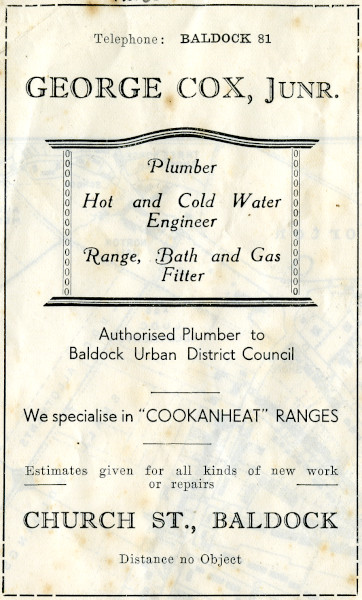 Telephone: BALDOCK 81
GEORGE COX, JUNR.
Plumber
Hot and Cold Water
Engineer
Range, Bath and Gas
Fitter
Authorised Plumber to
Baldock Urban District Council
We specialise in "COOKANHEAT" RANGES
Estimates given for all kinds of new work
or repairs
CHURCH ST., BALDOCK
Distance no Object